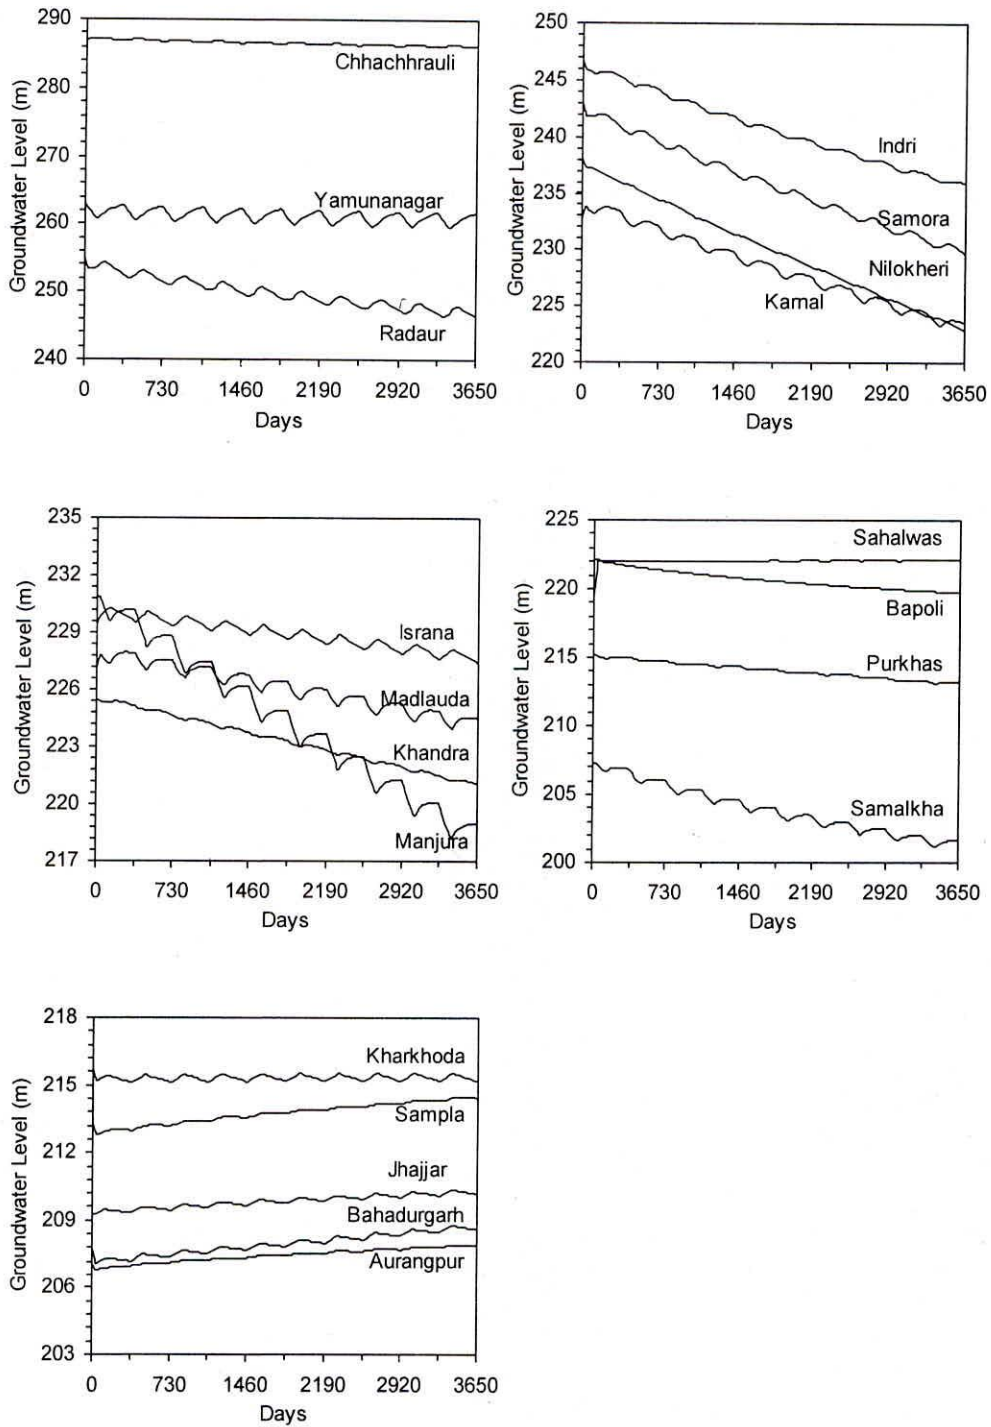 290
280
270
260
250
240
Groundwater Level (m)
Chhachhrauli
Yamunanagar
Radaur
0 730 1460 2190 2920 3650
Days
250
245
240
235
230
225
220
Groundwater Level (m)
Indri
Samora
Nilokheri
Karnal
0 730 1460 2190 2920 3650
Days
235
232
229
226
223
220
217
Groundwater Level (m)
Israna
Madlauda
Khandra
Manjura
0 730 1460 2190 2920 3650
Days
225
220
215
210
205
200
Groundwater Level (m)
Sahalwas
Bapoli
Purkhas
Samalkha
0 730 1460 2190 2920 3650
Days
218
215
212
209
206
203
Groundwater Level (m)
Kharkhoda
Sampla
Jhajjar
Bahadurgarh
Aurangpur
0 730 1460 2190 2920 3650
Days